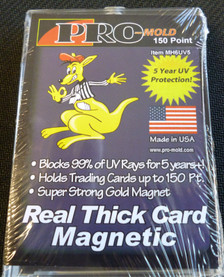 PRO-MOLD
150 Point
Item MH6UV5
5 Year UV
Protection!
Made in USA
www.pro-mold.com
• Blocks 99% of UV Rays for 5 years+!
• Holds Trading Cards up to 150 Pt.
• Super Strong Gold Magnet
Real Thick Card
Magnetic